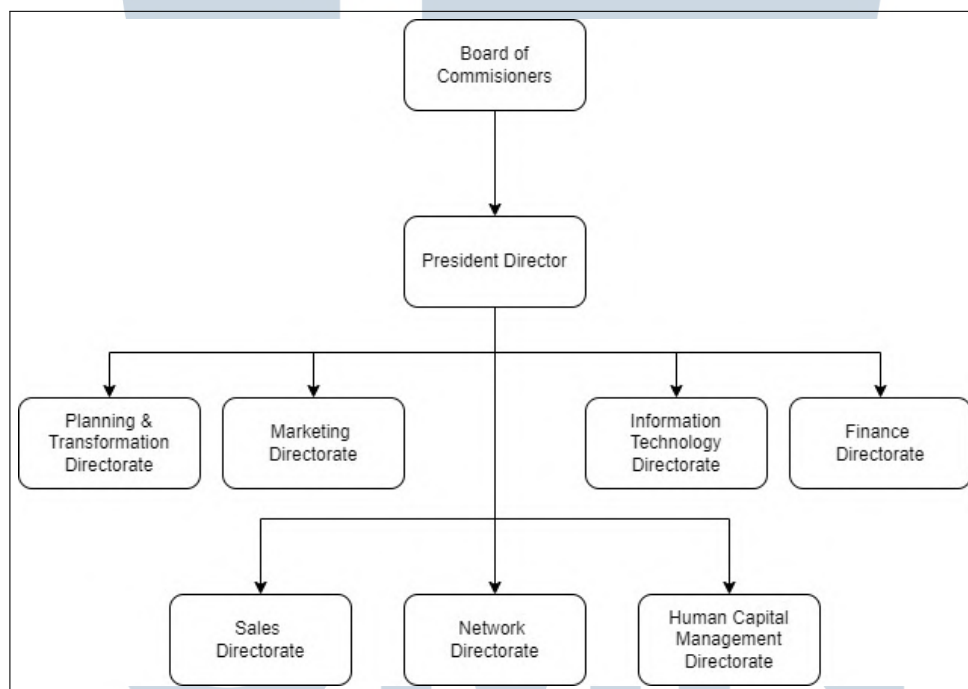 Board of
Commisioners
President Director
Planning &
Transformation
Directorate
Marketing
Directorate
Information
Technology
Directorate
Finance
Directorate
Sales
Directorate
Network
Directorate
Human Capital
Management
Directorate